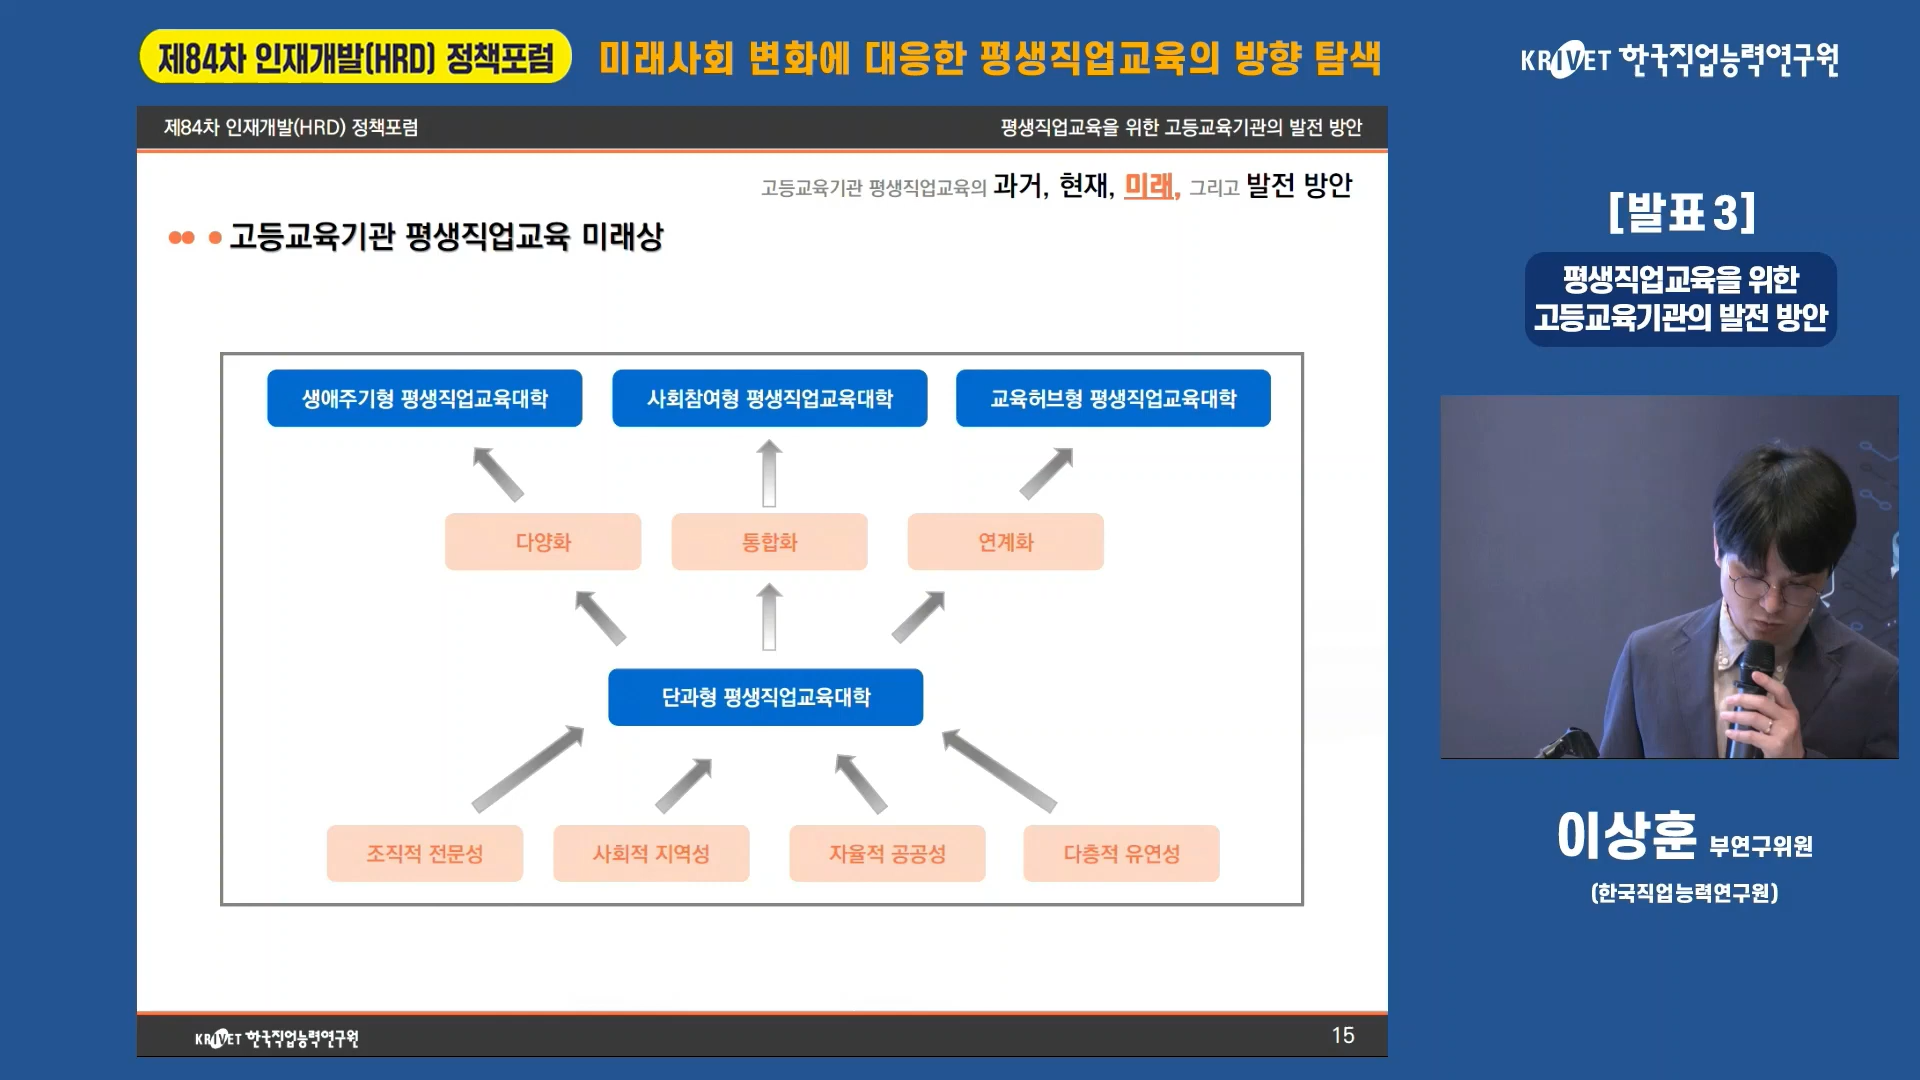 제84차 인재개발(HRD) 정책포럼 미래사회 변화에 대응한 평생직업교육의 방향 탐색
KRIVET 한국직업능력연구원
제84차 인재개발(HRD) 정책포럼
평생직업교육을 위한 고등교육기관의 발전 방안
고등교육기관 평생직업교육의 과거, 현재, 미래, 그리고 발전 방안
고등교육기관 평생직업교육 미래상
생애주기형 평생직업교육대학
사회참여형 평생직업교육대학
교육허브형 평생직업교육대학
다양화
통합화
연계화
단과형 평생직업교육대학
조직적 전문성
사회적 지역성
자율적 공공성
다층적 유연성
KRIVET 한국직업능력연구원
15
[발표 3]
평생직업교육을 위한
고등교육기관의 발전 방안
이상훈 부연구위원
(한국직업능력연구원)